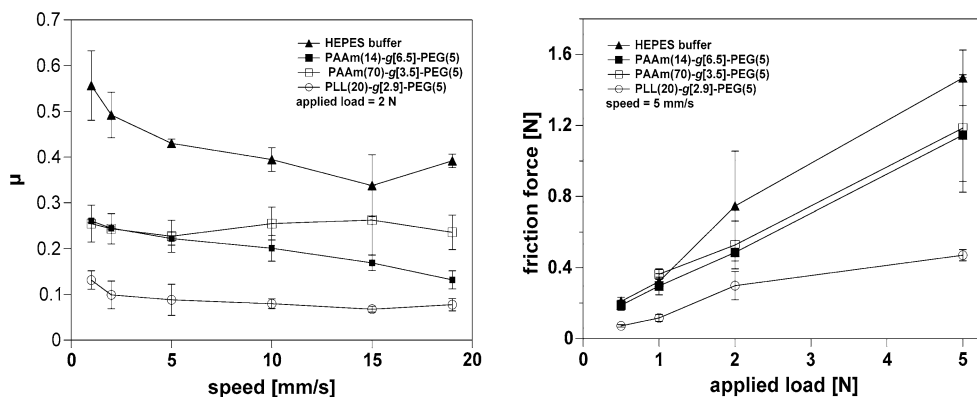 0.7
0.6
0.5
0.4
0.3
0.2
0.1
0
µ
0
5
10
15
20
speed [mm/s]
HEPES buffer
PAAm(14)-g[6.5]-PEG(5)
PAAm(70)-g[3.5]-PEG(5)
PLL(20)-g[2.9]-PEG(5)
applied load = 2 N
1.6
1.2
0.8
0.4
0
friction force [N]
0
1
2
3
4
5
applied load [N]
HEPES buffer
PAAm(14)-g[6.5]-PEG(5)
PAAm(70)-g[3.5]-PEG(5)
PLL(20)-g[2.9]-PEG(5)
speed = 5 mm/s